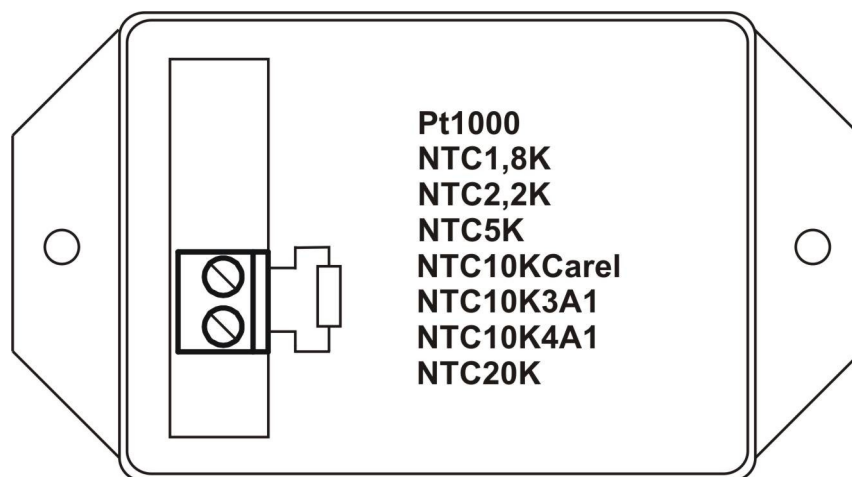 Pt1000
NTC1,8K
NTC2,2K
NTC5K
NTC10KCarel
NTC10K3A1
NTC10K4A1
NTC20K